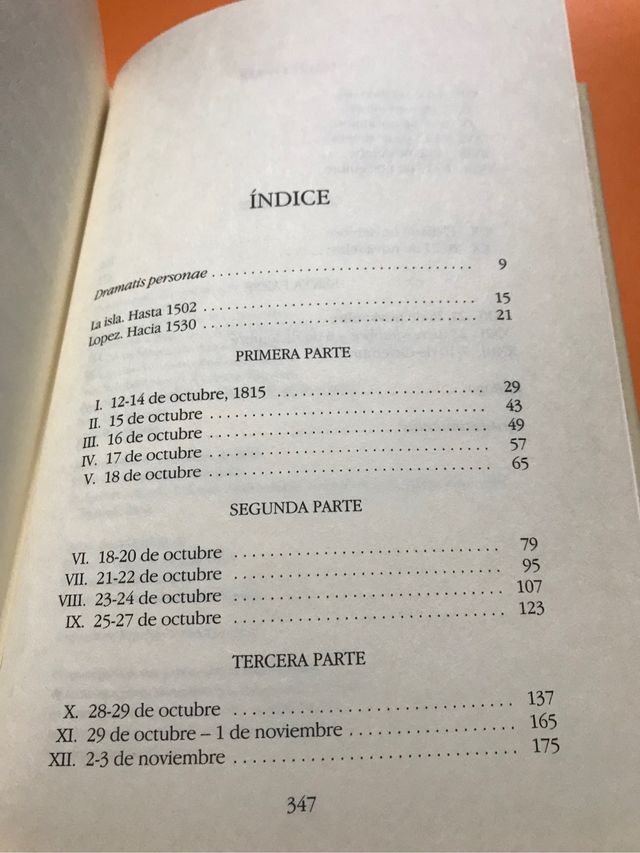 ÍNDICE
Dramatis personae ................................. 9
La isla. Hasta 1502 ................................. 15
Lopez. Hacia 1530 ................................. 21
PRIMERA PARTE
I. 12-14 de octubre, 1815 ......................... 29
II. 15 de octubre ................................. 43
III. 16 de octubre ................................. 49
IV. 17 de octubre ................................. 57
V. 18 de octubre ................................. 65
SEGUNDA PARTE
VI. 18-20 de octubre ............................. 79
VII. 21-22 de octubre ............................. 95
VIII. 23-24 de octubre ............................. 107
IX. 25-27 de octubre ............................. 123
TERCERA PARTE
X. 28-29 de octubre ............................. 137
XI. 29 de octubre – 1 de noviembre ................. 165
XII. 2-3 de noviembre ............................. 175
347